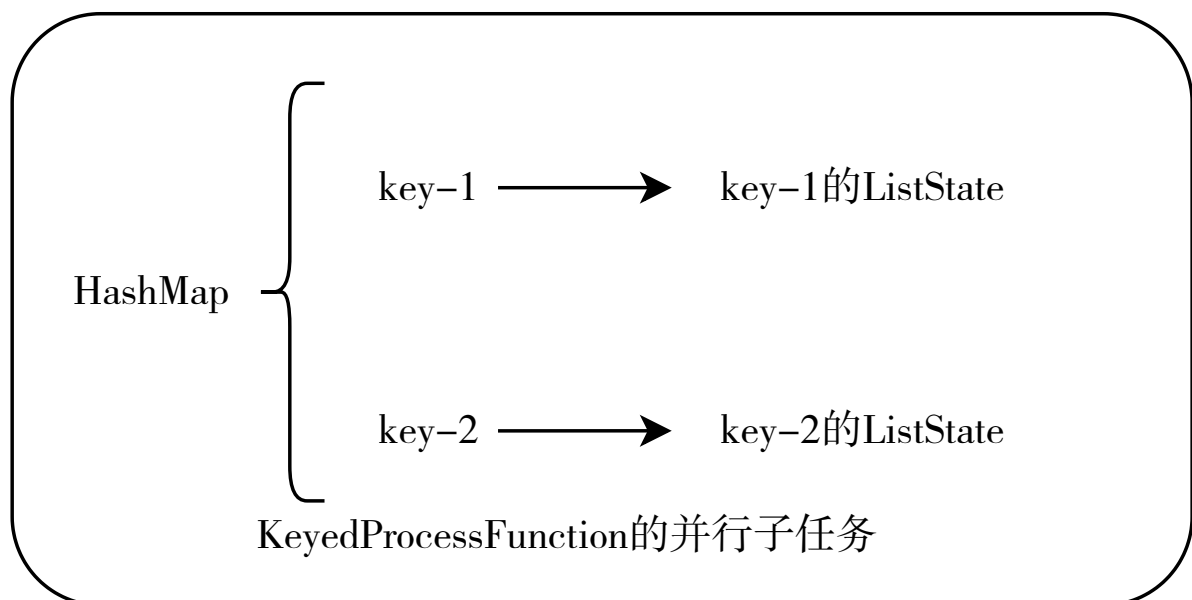 key-1 key-1的ListState
HashMap
key-2 key-2的ListState
KeyedProcessFunction的并行子任务